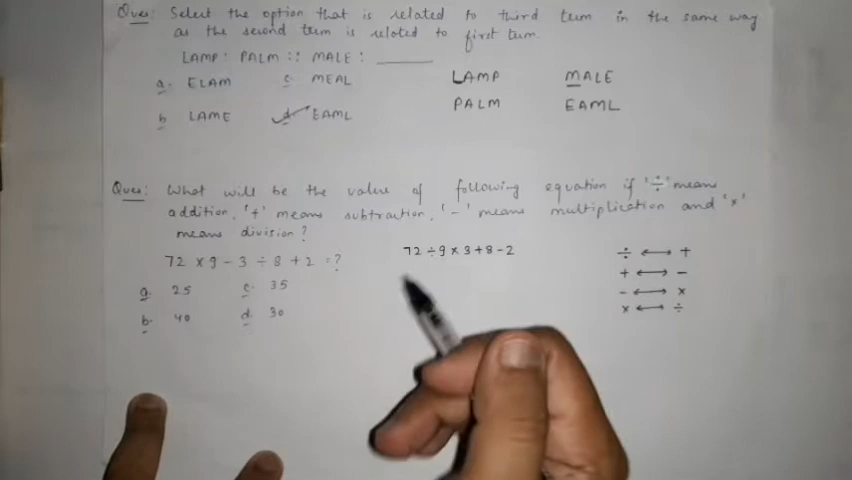 Ques: Select the option that is related to third term in the same way
as the second term is related to first term.
LAMP: PALM :: MALE: ______
a. ELAM c. MEAL
b. LAME d. EAML
LAMP MALE
PALM EAML
Ques: What will be the value of following equation if '÷' means
addition, '+' means subtraction, '-' means multiplication and 'x'
means division?
72 x 9 - 3 ÷ 8 + 2 = ?
a. 25 c. 35
b. 40 d. 30
72 ÷ 9 x 3 + 8 - 2
÷ ⟷ +
+ ⟷ -
- ⟷ x
x ⟷ ÷